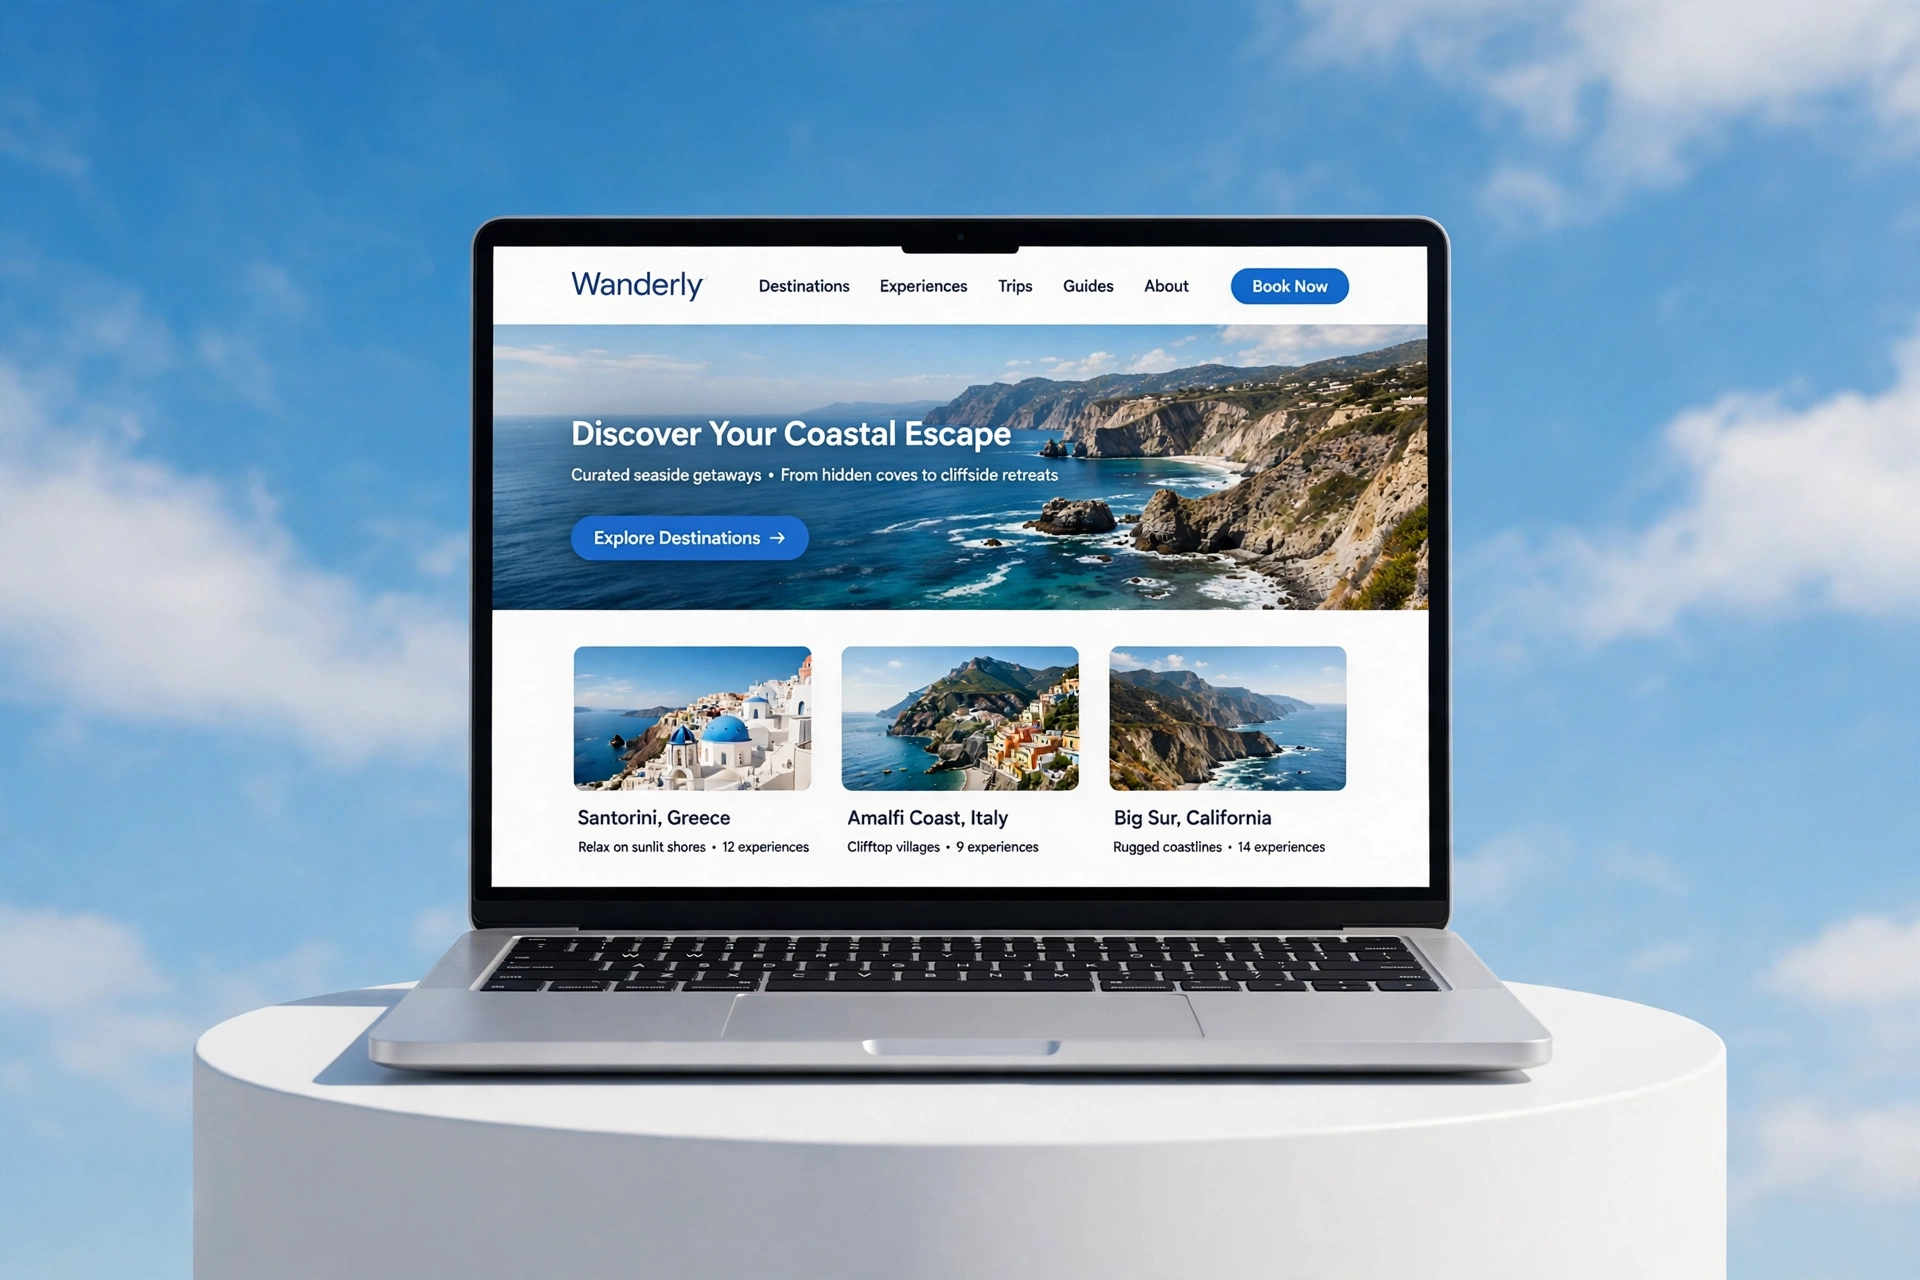 Wanderly
Destinations Experiences Trips Guides About
Book Now
Discover Your Coastal Escape
Curated seaside getaways • From hidden coves to cliffside retreats
Explore Destinations →
Santorini, Greece
Relax on sunlit shores • 12 experiences
Amalfi Coast, Italy
Clifftop villages • 9 experiences
Big Sur, California
Rugged coastlines • 14 experiences